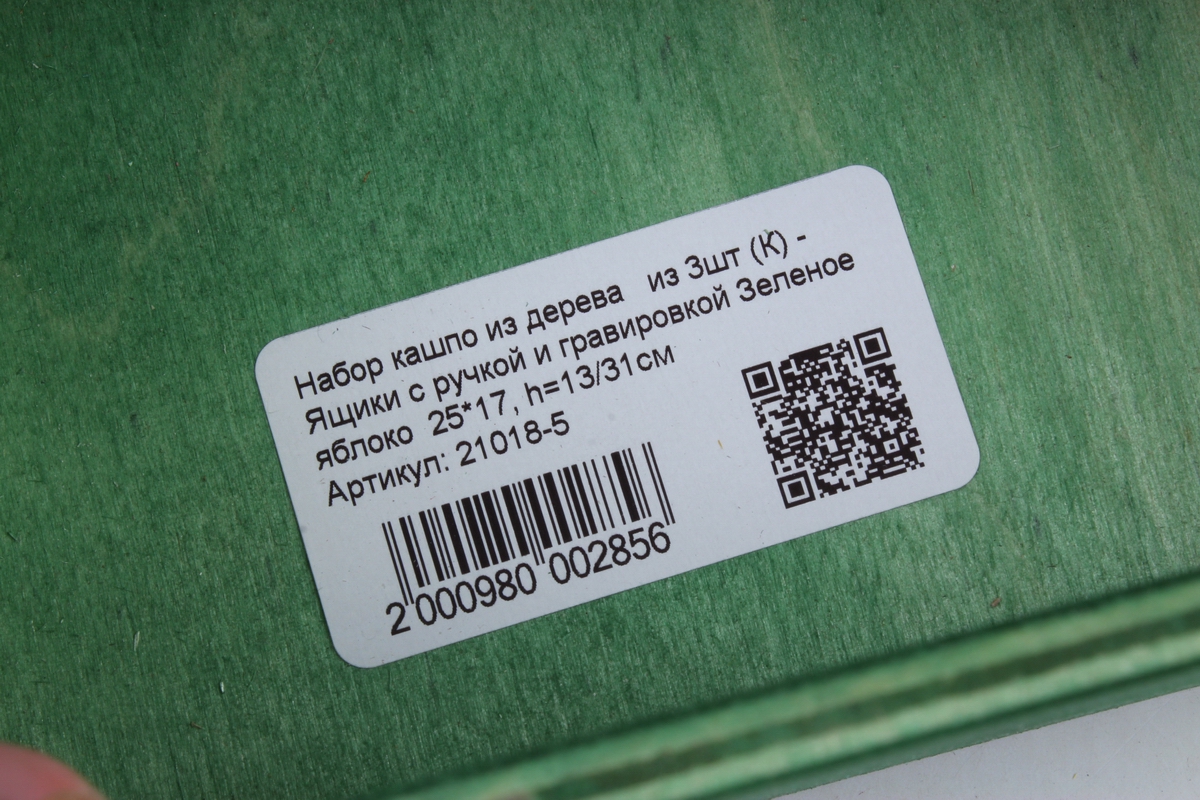 Набор кашпо из дерева   из 3шт (К) -
Ящики с ручкой и гравировкой Зеленое
яблоко  25*17, h=13/31см
Артикул: 21018-5
2 000980 002856